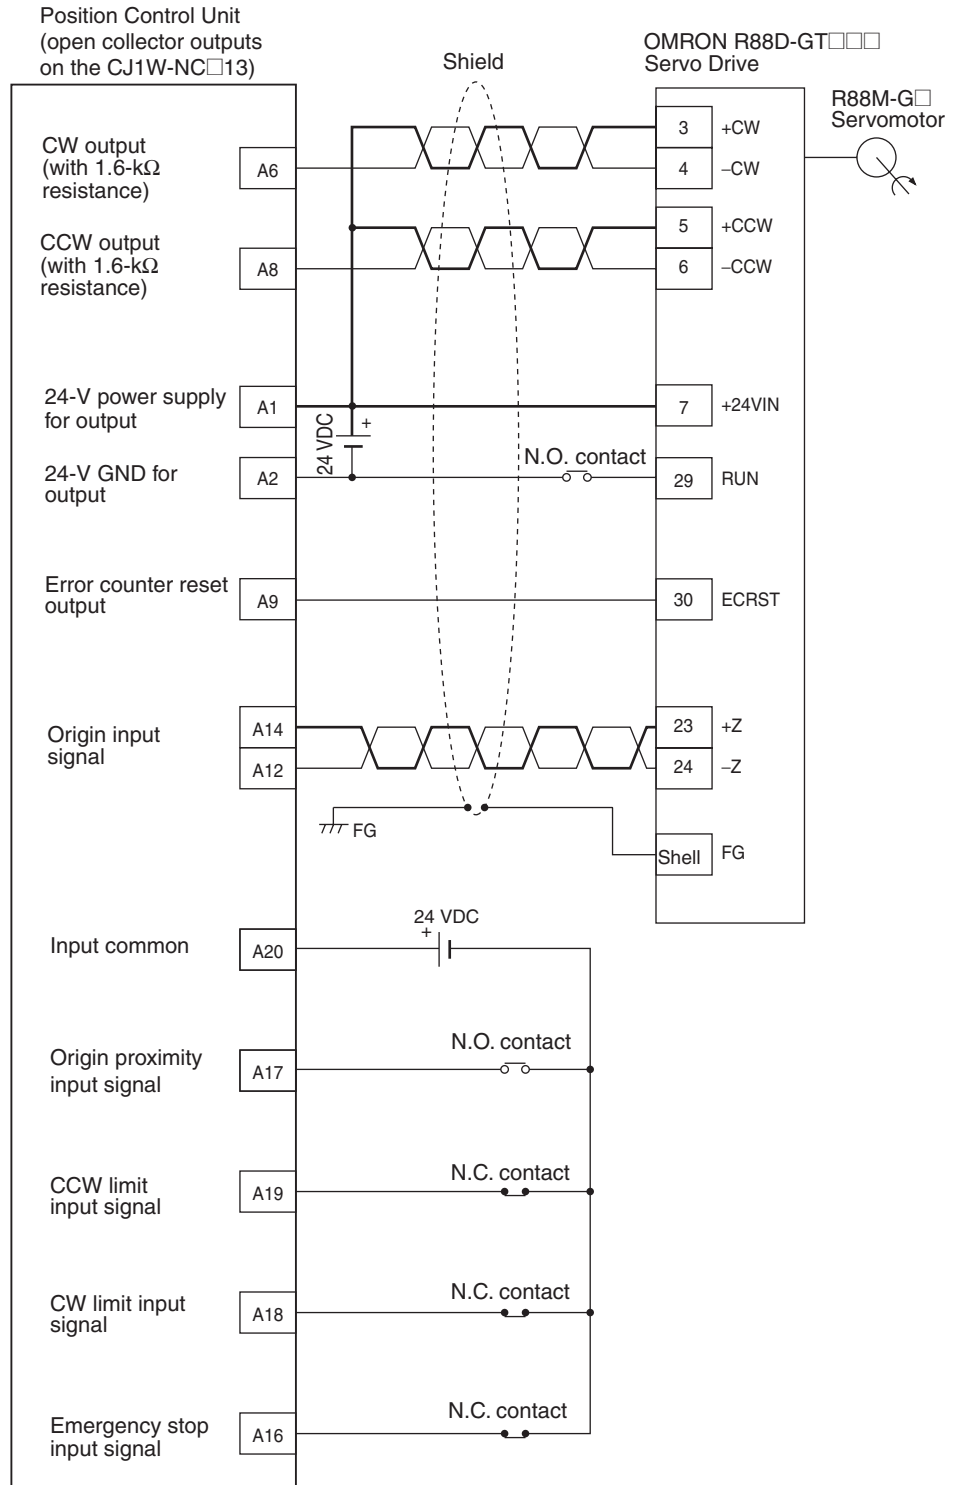 Position Control Unit
(open collector outputs
on the CJ1W-NC□13)
Shield
OMRON R88D-GT□□□
Servo Drive
R88M-G□
Servomotor
CW output
(with 1.6-kΩ
resistance)
A6
3 +CW
4 –CW
CCW output
(with 1.6-kΩ
resistance)
A8
5 +CCW
6 –CCW
24-V power supply
for output
A1
24 VDC
+
7 +24VIN
24-V GND for
output
A2
N.O. contact
29 RUN
Error counter reset
output
A9
30 ECRST
Origin input
signal
A14
A12
23 +Z
24 –Z
FG
Shell FG
Input common
A20
24 VDC
+
Origin proximity
input signal
A17
N.O. contact
CCW limit
input signal
A19
N.C. contact
CW limit input
signal
A18
N.C. contact
Emergency stop
input signal
A16
N.C. contact